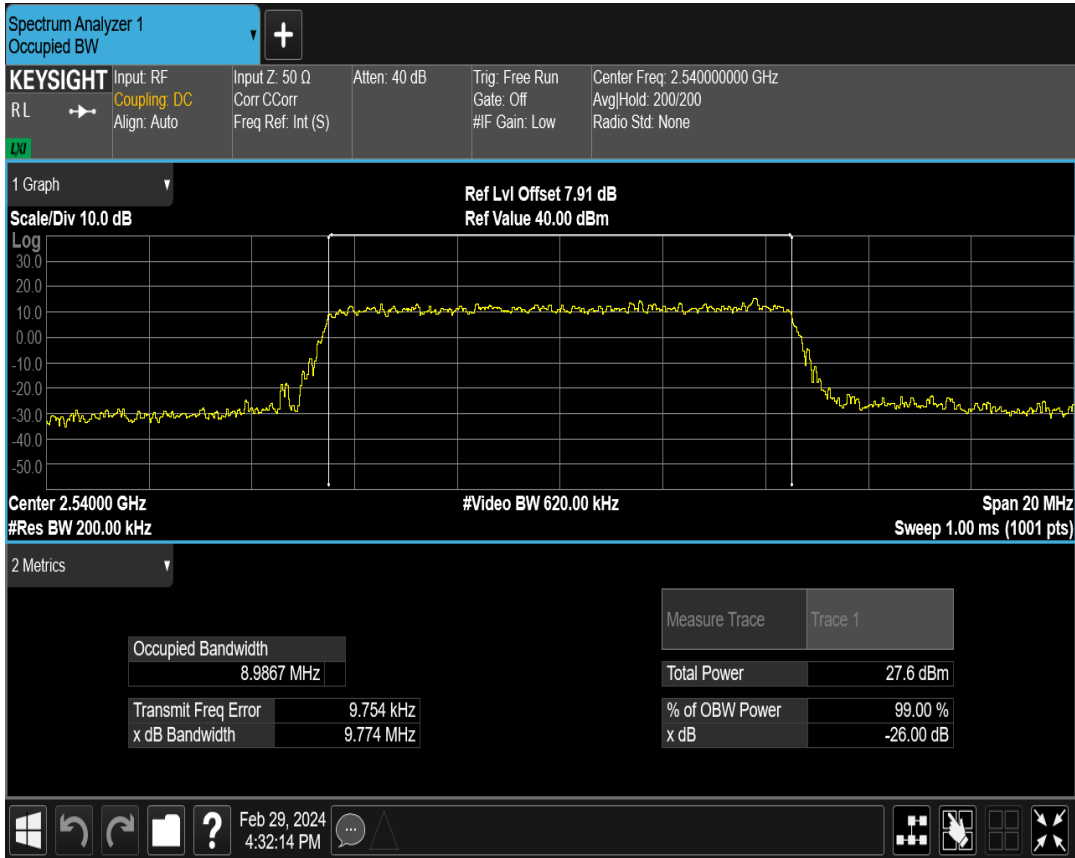 Spectrum Analyzer 1
Occupied BW
KEYSIGHT
R L
LXI
Input: RF
Coupling: DC
Align: Auto
Input Z: 50 Ω
Corr CCorr
Freq Ref: Int (S)
Atten: 40 dB
Trig: Free Run
Gate: Off
#IF Gain: Low
Center Freq: 2.540000000 GHz
Avg|Hold: 200/200
Radio Std: None
1 Graph
Scale/Div 10.0 dB
Ref Lvl Offset 7.91 dB
Ref Value 40.00 dBm
Log
30.0
20.0
10.0
0.00
-10.0
-20.0
-30.0
-40.0
-50.0
Center 2.54000 GHz
#Res BW 200.00 kHz
#Video BW 620.00 kHz
Span 20 MHz
Sweep 1.00 ms (1001 pts)
2 Metrics
Occupied Bandwidth
8.9867 MHz
Transmit Freq Error 9.754 kHz
x dB Bandwidth 9.774 MHz
Measure Trace Trace 1
Total Power 27.6 dBm
% of OBW Power 99.00 %
x dB -26.00 dB
?
Feb 29, 2024
4:32:14 PM